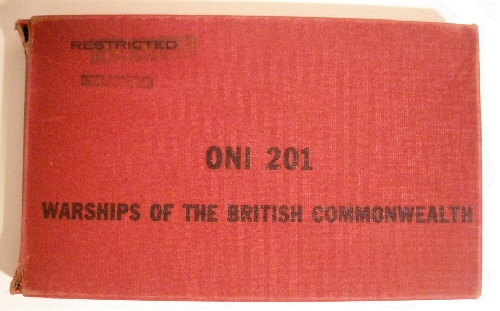 RESTRICTED
DECLASSIFIED
ONI 201
WARSHIPS OF THE BRITISH COMMONWEALTH